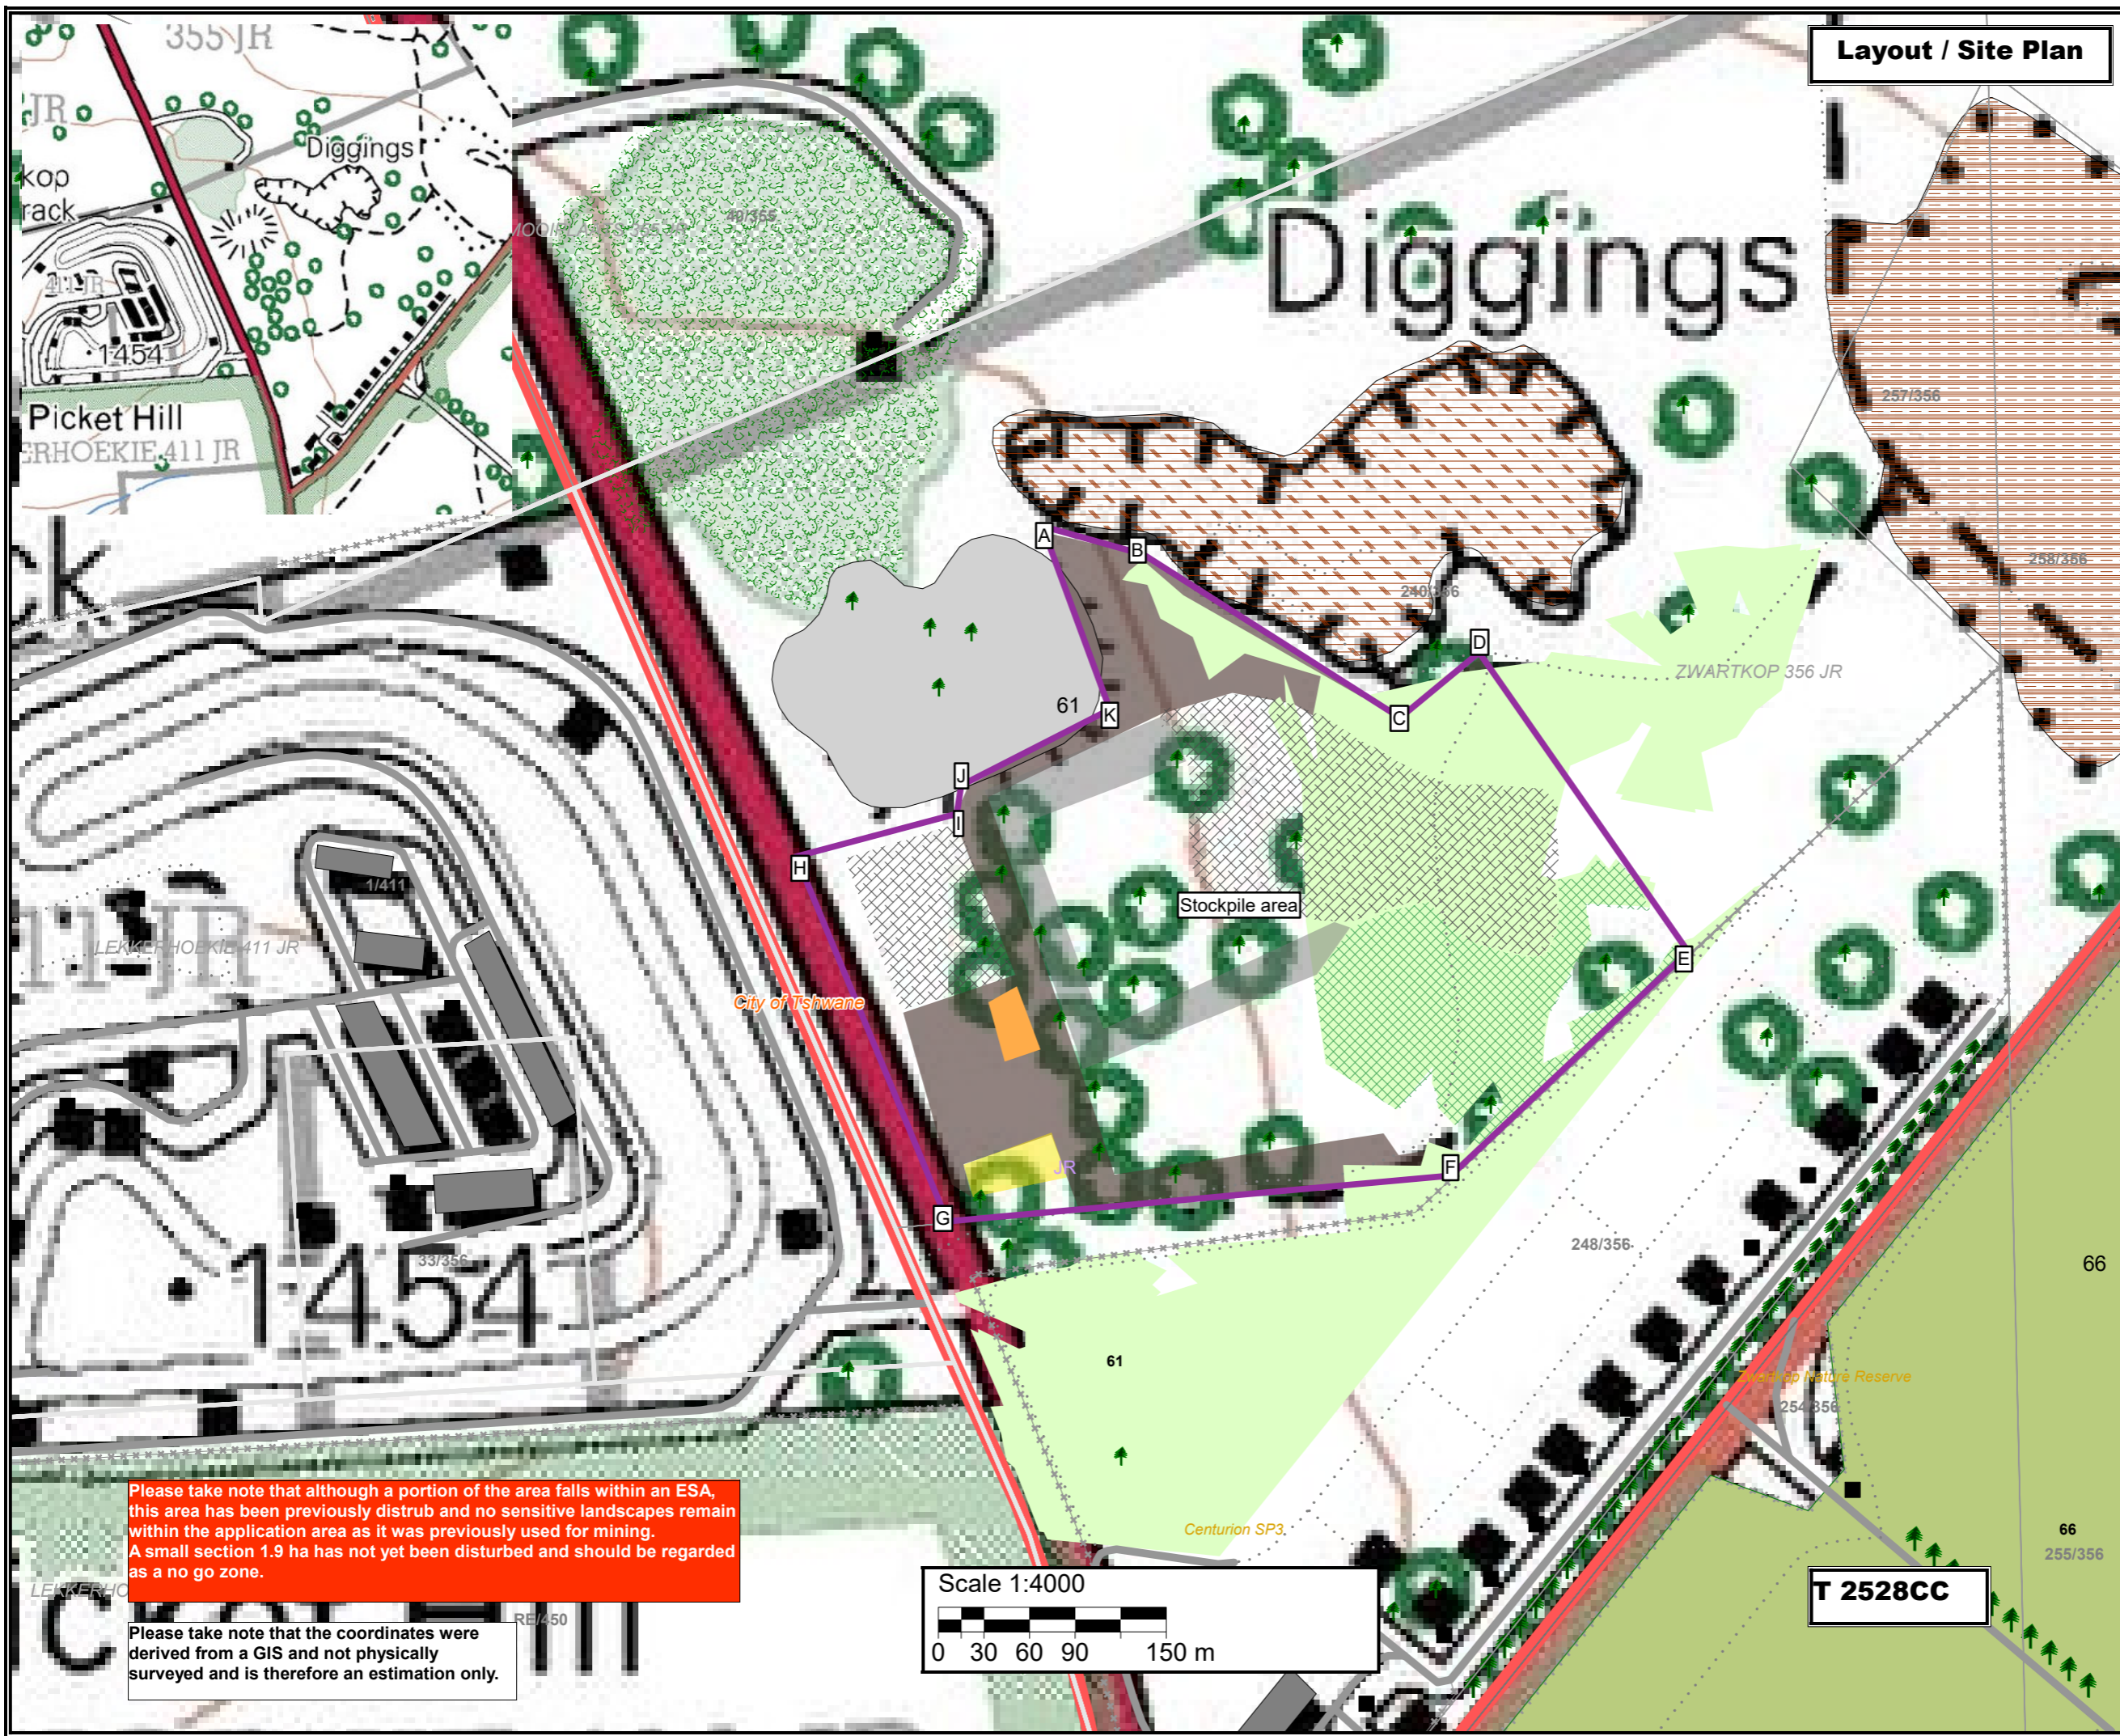 Layout / Site Plan
355 JR
JR
Diggings
kop
rack
411 JR
1454
Picket Hill
ERHOEKIE 411 JR
40/355
Diggings
257/356
258/356
240/356
ZWARTKOP 356 JR
ck
A
B
C
D
E
F
G
H
I
J
K
61
Stockpile area
1/411
411 JR
LEKKERHOEKIE 411 JR
City of Tshwane
JR
33/356
1454
248/356
66
61
Zwartkop Nature Reserve
254/356
Centurion SP3
66
255/356
Please take note that although a portion of the area falls within an ESA,
this area has been previously distrub and no sensitive landscapes remain
within the application area as it was previously used for mining.
A small section 1.9 ha has not yet been disturbed and should be regarded
as a no go zone.
LEKKERHO
RE/450
Please take note that the coordinates were
derived from a GIS and not physically
surveyed and is therefore an estimation only.
Scale 1:4000
0 30 60 90 150 m
T 2528CC